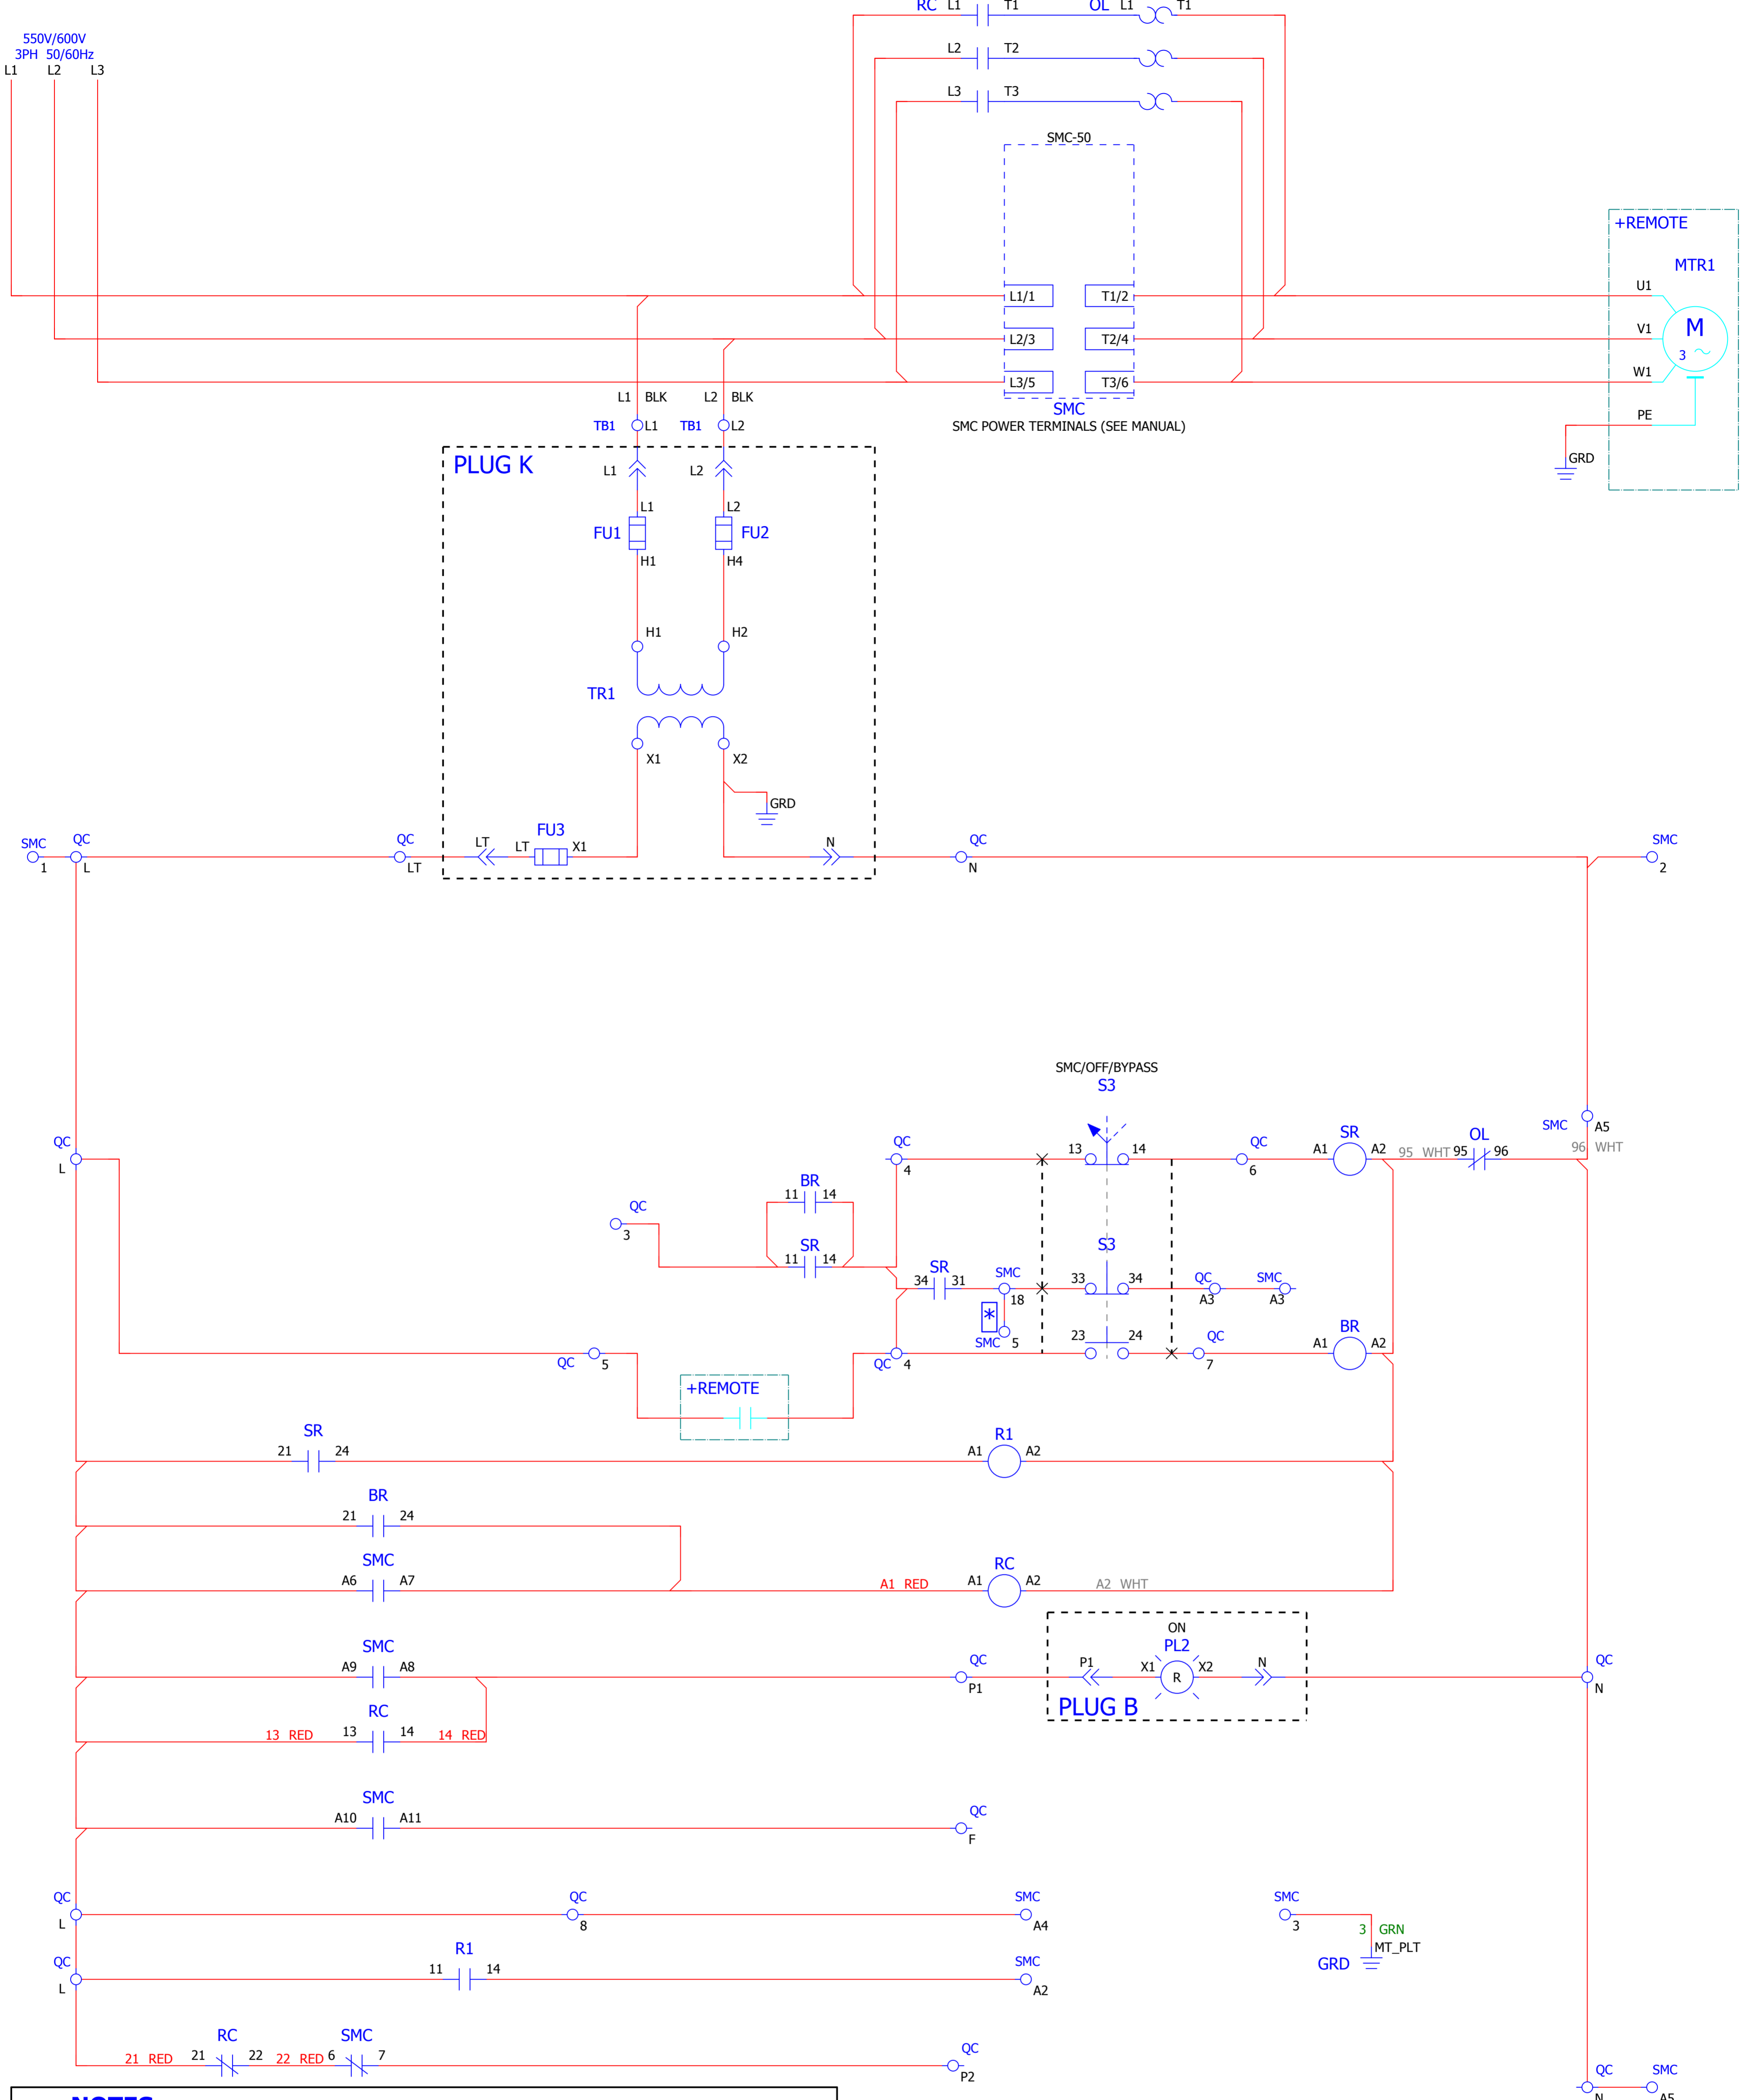 RC L1 T1 OL L1 T1
550V/600V
3PH 50/60Hz
L1 L2 L3
L2 T2
L3 T3
SMC-50
+REMOTE
MTR1
L1/1 T1/2 U1
L2/3 T2/4 V1 M
3
L3/5 T3/6 W1
L1 BLK L2 BLK
SMC
SMC POWER TERMINALS (SEE MANUAL)
PE
TB1 L1 TB1 L2
GRD
PLUG K
L1 L2
L1 L2
FU1 FU2
H1 H4
H1 H2
TR1
X1 X2
GRD
SMC QC QC FU3 QC SMC
LT LT X1 N
1 L LT N 2
SMC/OFF/BYPASS
S3
SMC A5
QC QC 13 14 QC SR OL
L 4 6 A1 A2 95 WHT 95 96 96 WHT
BR
11 14
QC
3
SR S3
11 14
SR
34 31 SMC 33 34 QC SMC
18 A3 A3
*
SMC 5 23 24 QC BR
A1 A2
QC 5 QC 4 7
+REMOTE
SR R1
21 24 A1 A2
BR
21 24
SMC RC
A6 A7 A1 RED A1 A2 A2 WHT
ON
SMC PL2
A9 A8 QC P1 X1 R X2 N QC
P1 N
PLUG B
RC
13 RED 13 14 14 RED
SMC
A10 A11 QC
F
QC QC SMC SMC
L 8 A4 3
3 GRN
MT_PLT
GRD
QC R1 SMC
11 14
L A2
RC SMC
21 RED 21 22 22 RED 6 7 QC
P2
QC SMC
N A5
NOTES